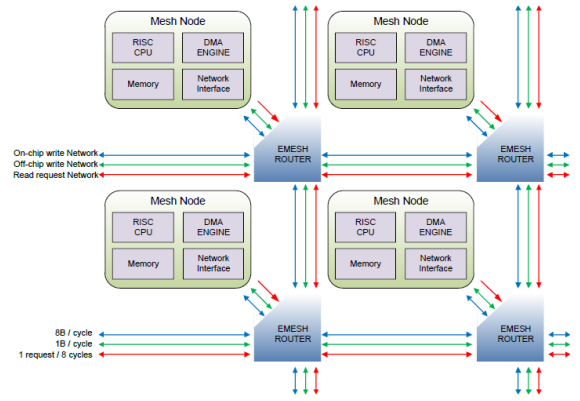 Mesh Node
RISC CPU
DMA ENGINE
Memory
Network Interface
Mesh Node
RISC CPU
DMA ENGINE
Memory
Network Interface
On-chip write Network
Off-chip write Network
Read request Network
EMESH ROUTER
EMESH ROUTER
Mesh Node
RISC CPU
DMA ENGINE
Memory
Network Interface
Mesh Node
RISC CPU
DMA ENGINE
Memory
Network Interface
8B / cycle
1B / cycle
1 request / 8 cycles
EMESH ROUTER
EMESH ROUTER